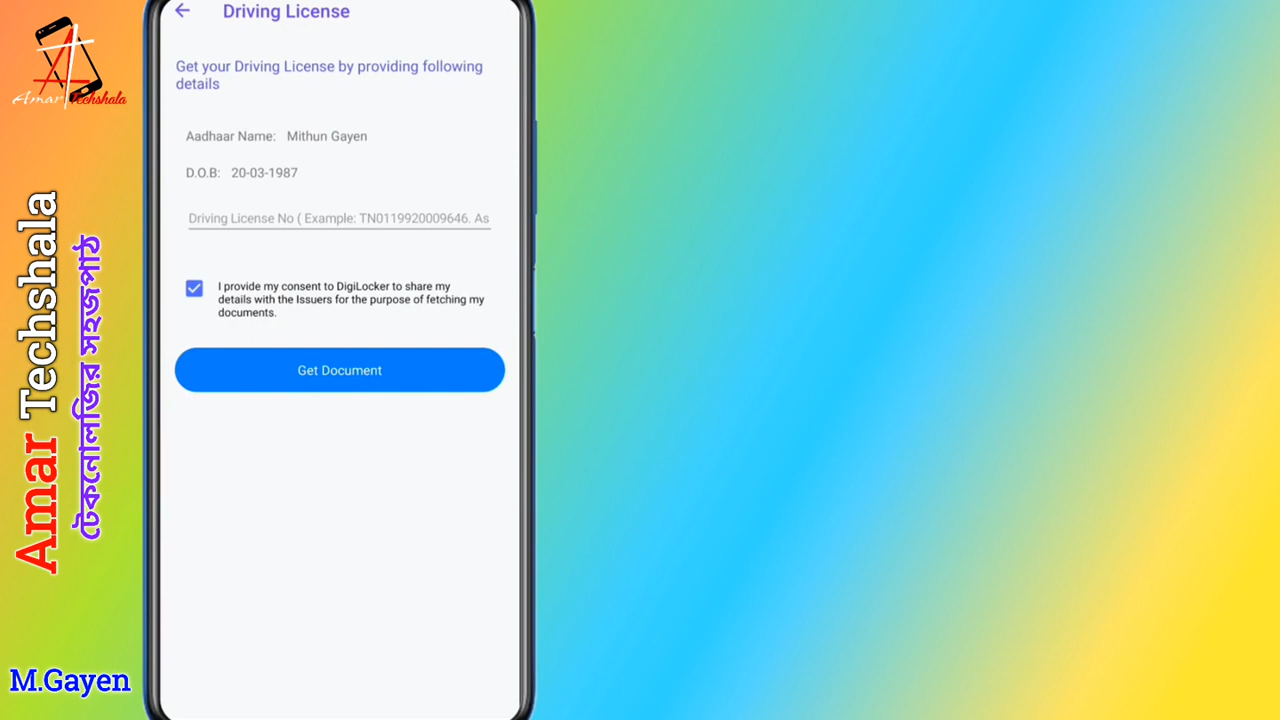 Amar Techshala
Amar Techshala
টেকনোলজির সহজপাঠ
M.Gayen
Driving License
Get your Driving License by providing following
details
Aadhaar Name: Mithun Gayen
D.O.B: 20-03-1987
Driving License No ( Example: TN0119920009646. As
I provide my consent to DigiLocker to share my
details with the Issuers for the purpose of fetching my
documents.
Get Document